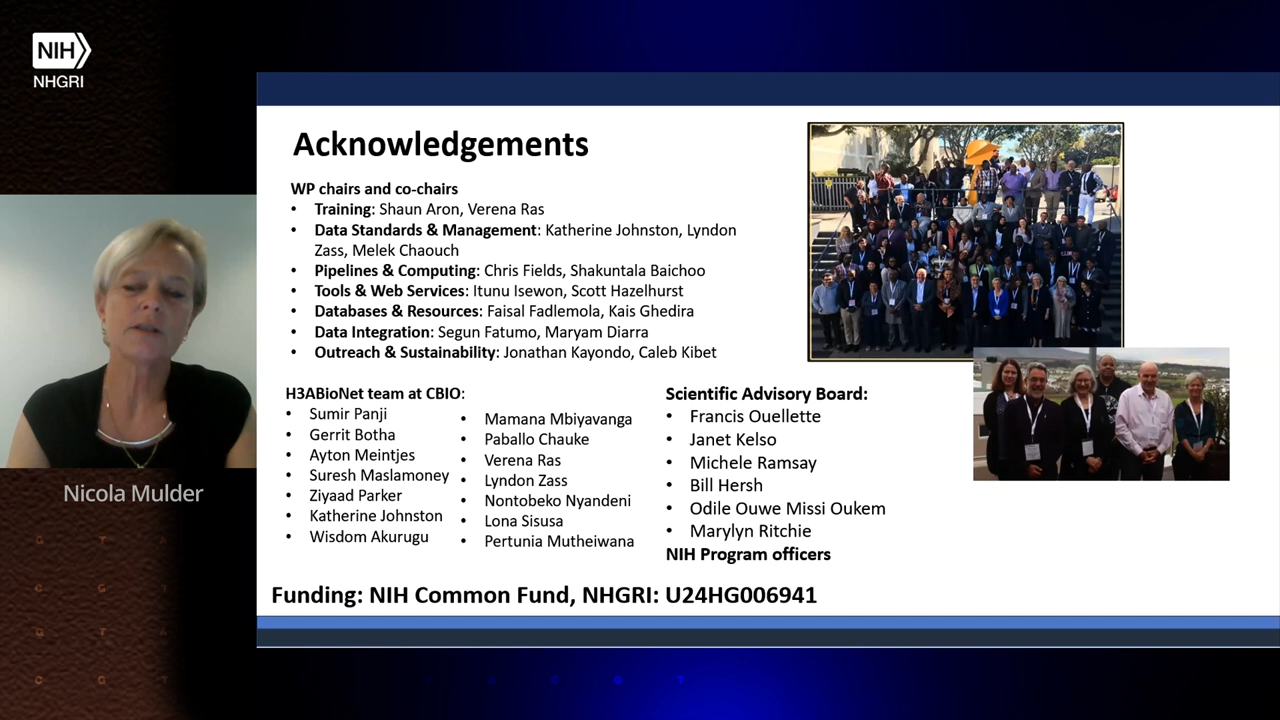 NIH
NHGRI
Acknowledgements
WP chairs and co-chairs
• Training: Shaun Aron, Verena Ras
• Data Standards & Management: Katherine Johnston, Lyndon
Zass, Melek Chaouch
• Pipelines & Computing: Chris Fields, Shakuntala Baichoo
• Tools & Web Services: Itunu Isewon, Scott Hazelhurst
• Databases & Resources: Faisal Fadlemola, Kais Ghedira
• Data Integration: Segun Fatumo, Maryam Diarra
• Outreach & Sustainability: Jonathan Kayondo, Caleb Kibet
H3ABioNet team at CBIO:
• Sumir Panji
• Gerrit Botha
• Ayton Meintjes
• Suresh Maslamoney
• Ziyaad Parker
• Katherine Johnston
• Wisdom Akurugu
• Mamana Mbiyavanga
• Paballo Chauke
• Verena Ras
• Lyndon Zass
• Nontobeko Nyandeni
• Lona Sisusa
• Pertunia Mutheiwana
Scientific Advisory Board:
• Francis Ouellette
• Janet Kelso
• Michele Ramsay
• Bill Hersh
• Odile Ouwe Missi Oukem
• Marylyn Ritchie
NIH Program officers
Funding: NIH Common Fund, NHGRI: U24HG006941
Nicola Mulder